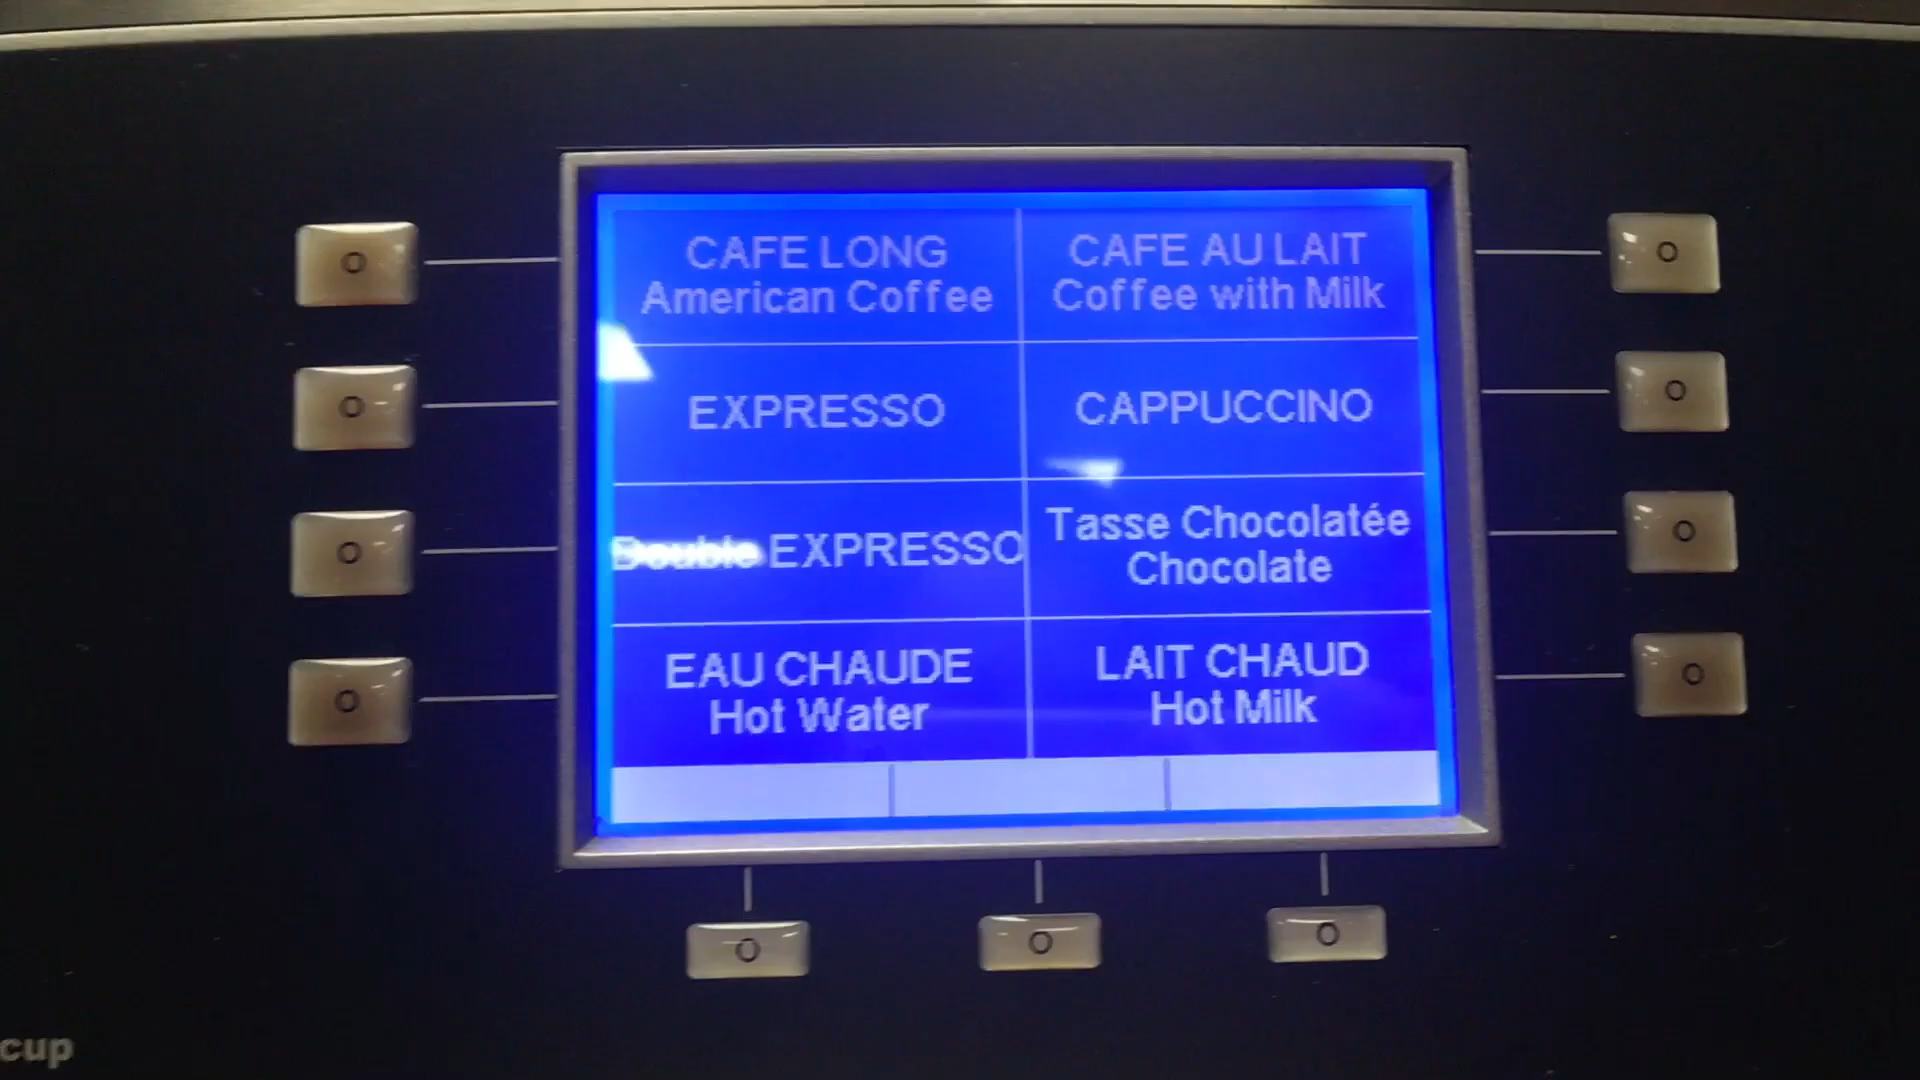 CAFE LONG
American Coffee
CAFE AU LAIT
Coffee with Milk
EXPRESSO
CAPPUCCINO
Double EXPRESSO
Tasse Chocolatée
Chocolate
EAU CHAUDE
Hot Water
LAIT CHAUD
Hot Milk
cup